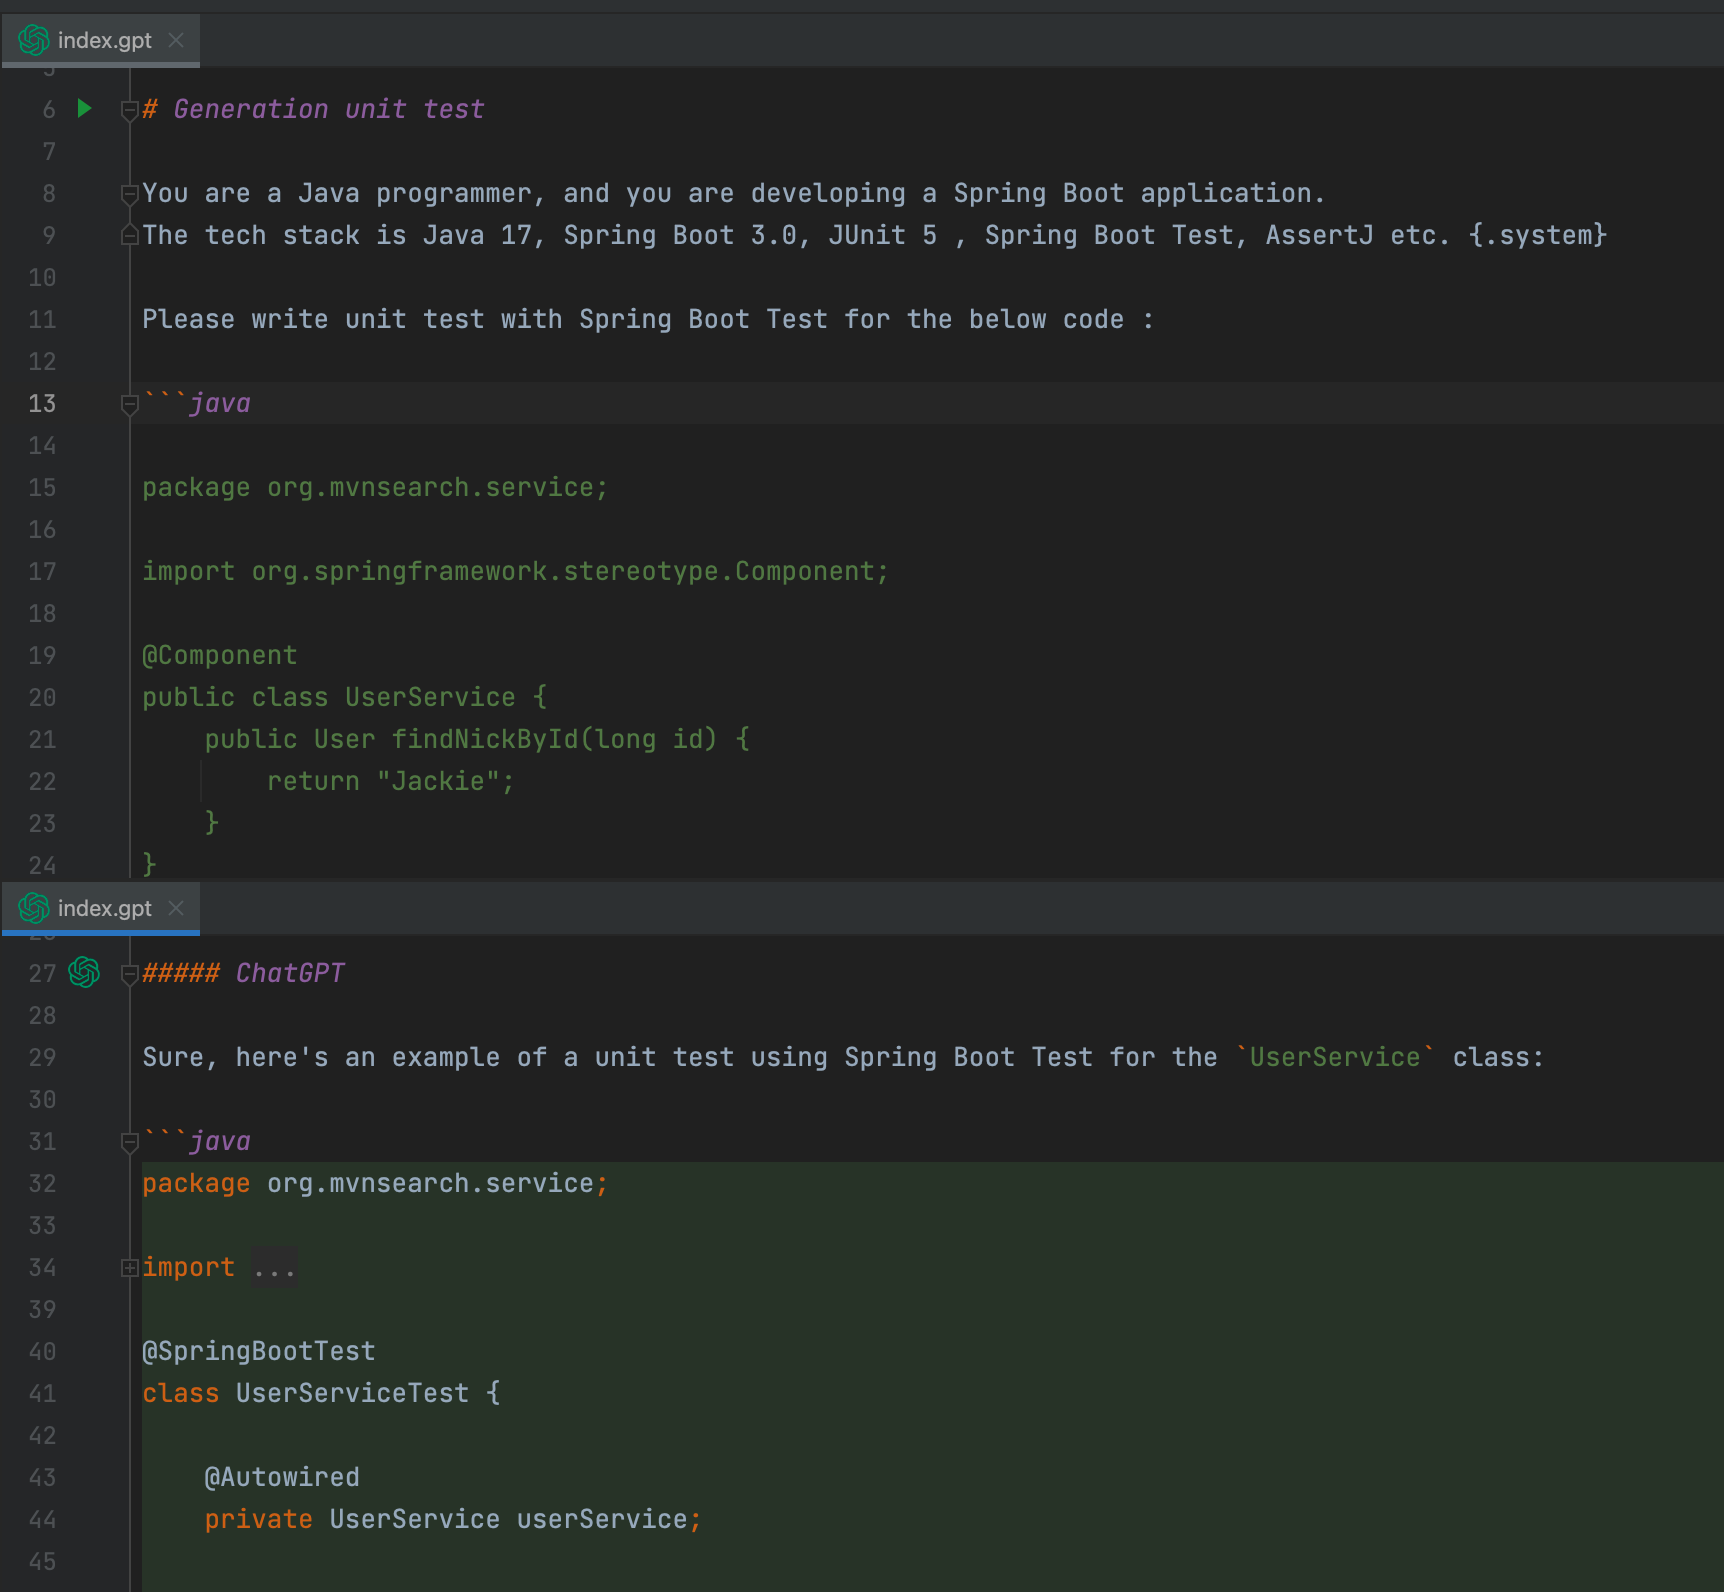 index.gpt
6 # Generation unit test
7
8 You are a Java programmer, and you are developing a Spring Boot application.
9 The tech stack is Java 17, Spring Boot 3.0, JUnit 5 , Spring Boot Test, AssertJ etc. {.system}
10
11 Please write unit test with Spring Boot Test for the below code :
12
13 ```java
14
15 package org.mvnsearch.service;
16
17 import org.springframework.stereotype.Component;
18
19 @Component
20 public class UserService {
21     public User findNickById(long id) {
22         return "Jackie";
23     }
24 }
index.gpt
27 ##### ChatGPT
28
29 Sure, here's an example of a unit test using Spring Boot Test for the `UserService` class:
30
31 ```java
32 package org.mvnsearch.service;
33
34 import ...
39
40 @SpringBootTest
41 class UserServiceTest {
42
43     @Autowired
44     private UserService userService;
45